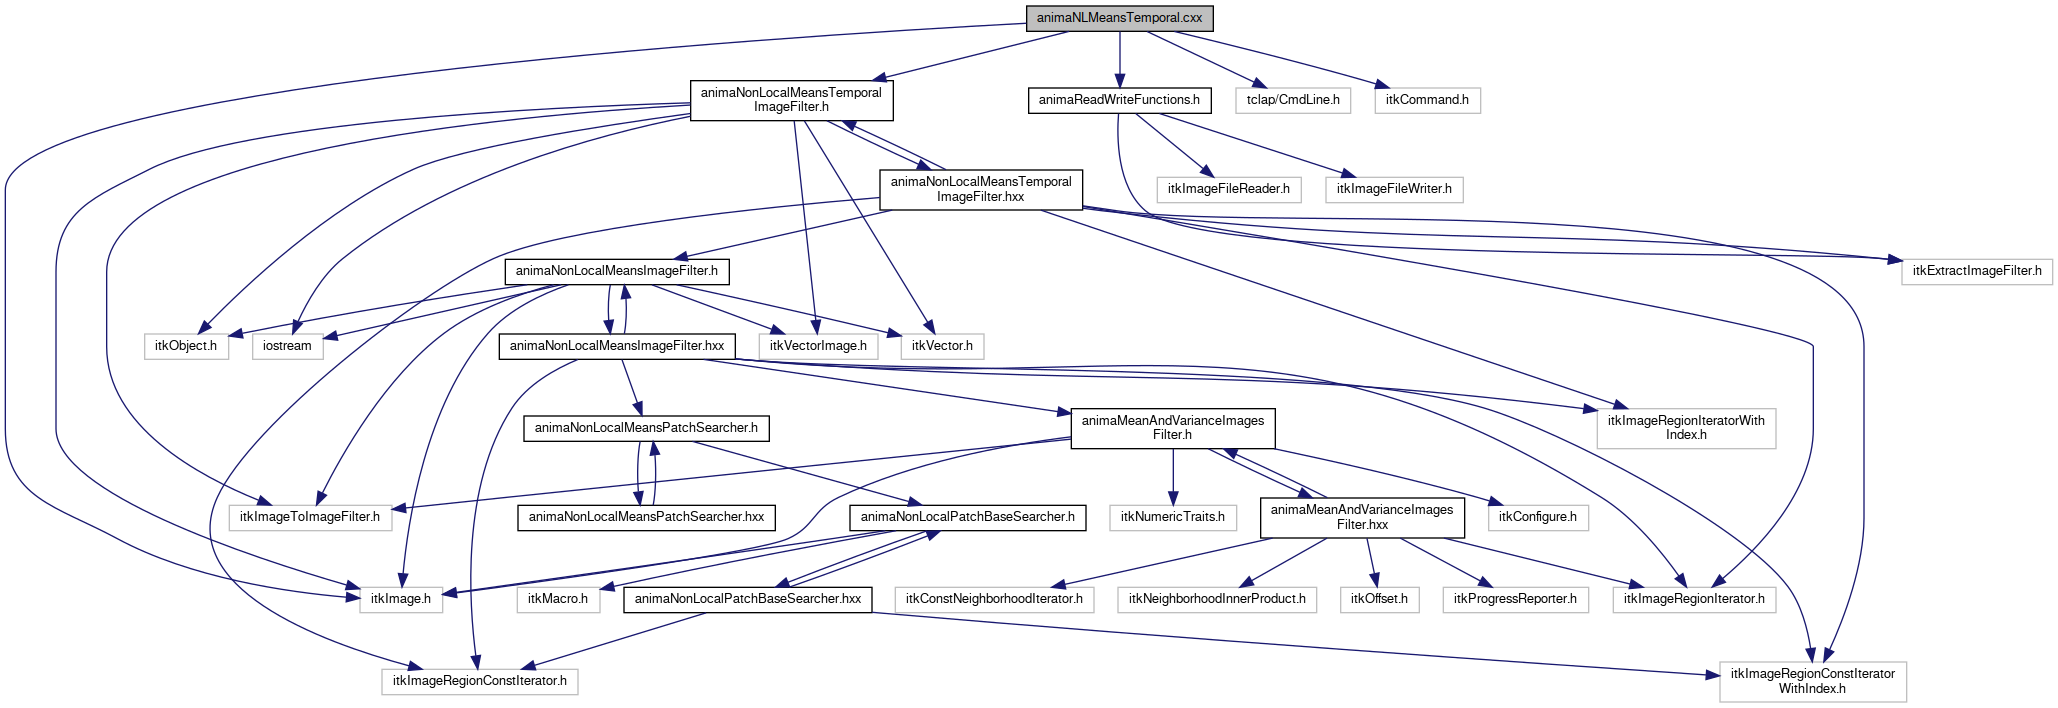 animaNLMeansTemporal.cxx
animaNonLocalMeansTemporal
ImageFilter.h
animaReadWriteFunctions.h
tclap/CmdLine.h
itkCommand.h
animaNonLocalMeansTemporal
ImageFilter.hxx
itkImageFileReader.h
itkImageFileWriter.h
animaNonLocalMeansImageFilter.h
itkExtractImageFilter.h
itkObject.h
iostream
animaNonLocalMeansImageFilter.hxx
itkVectorImage.h
itkVector.h
animaNonLocalMeansPatchSearcher.h
animaMeanAndVarianceImages
Filter.h
itkImageRegionIteratorWith
Index.h
itkImageToImageFilter.h
animaNonLocalMeansPatchSearcher.hxx
animaNonLocalPatchBaseSearcher.h
itkNumericTraits.h
animaMeanAndVarianceImages
Filter.hxx
itkConfigure.h
itkImage.h
itkMacro.h
animaNonLocalPatchBaseSearcher.hxx
itkConstNeighborhoodIterator.h
itkNeighborhoodInnerProduct.h
itkOffset.h
itkProgressReporter.h
itkImageRegionIterator.h
itkImageRegionConstIterator.h
itkImageRegionConstIterator
WithIndex.h